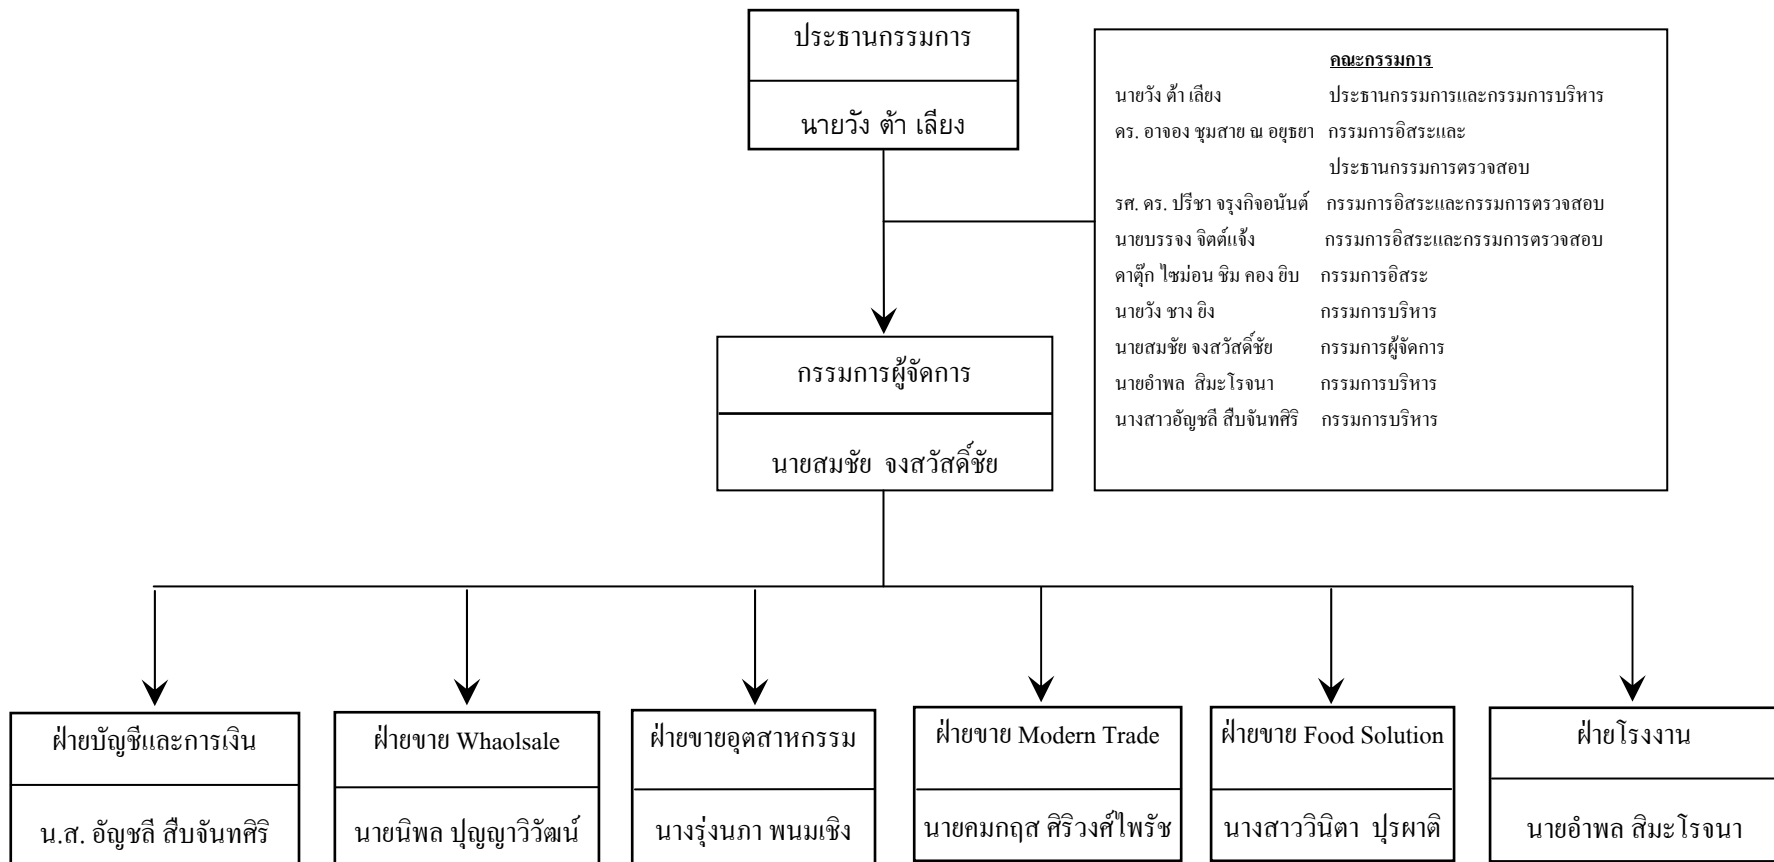 ประธานกรรมการ
นายวัง ต้า เลียง
คณะกรรมการ
นายวัง ต้า เลียง ประธานกรรมการและกรรมการบริหาร
ดร. อาจอง ชุมสาย ณ อยุธยา กรรมการอิสระและ
ประธานกรรมการตรวจสอบ
รศ. ดร. ปรีชา จรุงกิจอนันต์ กรรมการอิสระและกรรมการตรวจสอบ
นายบรรจง จิตต์แจ้ง กรรมการอิสระและกรรมการตรวจสอบ
ดาตุ๊ก ไซม่อน ชิม คอง ยิบ กรรมการอิสระ
นายวัง ชาง ยิง กรรมการบริหาร
นายสมชัย จงสวัสดิ์ชัย กรรมการผู้จัดการ
นายอำพล สิมะโรจนา กรรมการบริหาร
นางสาวอัญชลี สืบจันทศิริ กรรมการบริหาร
กรรมการผู้จัดการ
นายสมชัย จงสวัสดิ์ชัย
ฝ่ายบัญชีและการเงิน
น.ส. อัญชลี สืบจันทศิริ
ฝ่ายขาย Whaolsale
นายนิพล ปุญญาวิวัฒน์
ฝ่ายขายอุตสาหกรรม
นางรุ่งนภา พนมเชิง
ฝ่ายขาย Modern Trade
นายคมกฤส ศิริวงศ์ไพรัช
ฝ่ายขาย Food Solution
นางสาววินิตา ปุรผาติ
ฝ่ายโรงงาน
นายอำพล สิมะโรจนา